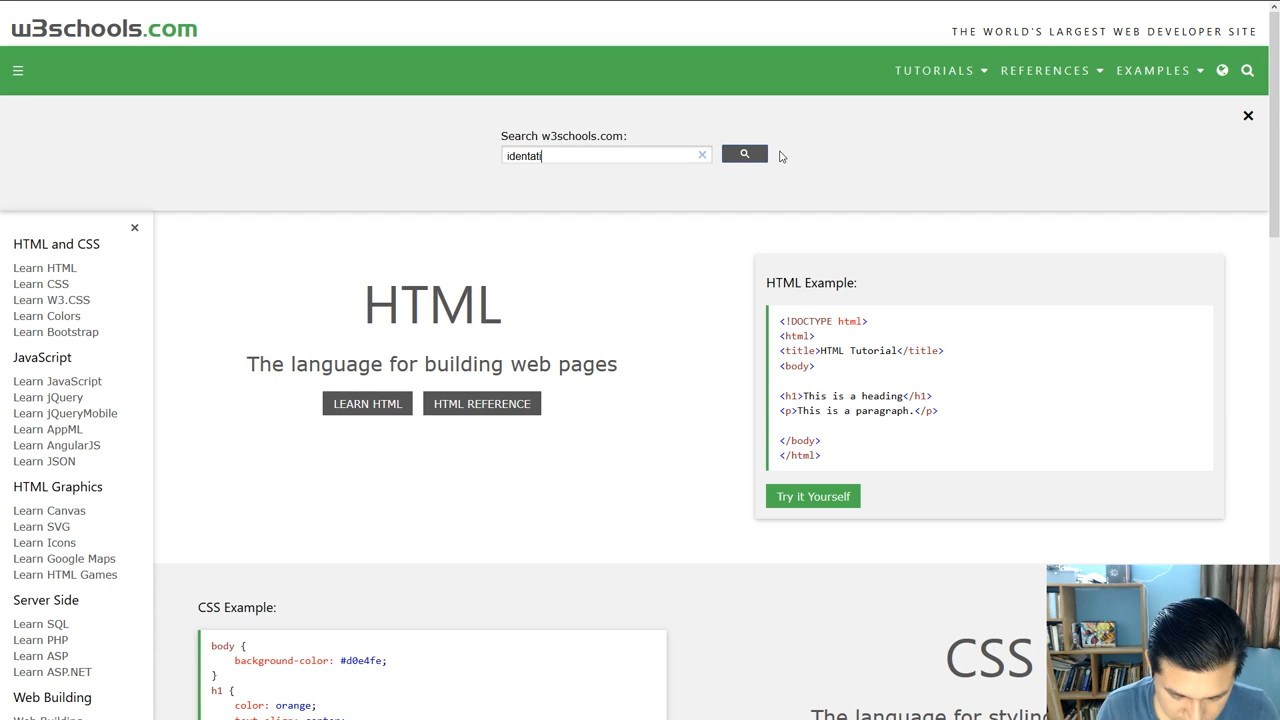 w3schools.com
THE WORLD'S LARGEST WEB DEVELOPER SITE
☰
TUTORIALS REFERENCES EXAMPLES
Search w3schools.com:
identati
HTML and CSS
Learn HTML
Learn CSS
Learn W3.CSS
Learn Colors
Learn Bootstrap
JavaScript
Learn JavaScript
Learn jQuery
Learn jQueryMobile
Learn AppML
Learn AngularJS
Learn JSON
HTML Graphics
Learn Canvas
Learn SVG
Learn Icons
Learn Google Maps
Learn HTML Games
Server Side
Learn SQL
Learn PHP
Learn ASP
Learn ASP.NET
Web Building
HTML
The language for building web pages
LEARN HTML HTML REFERENCE
HTML Example:
<!DOCTYPE html>
<html>
<title>HTML Tutorial</title>
<body>
<h1>This is a heading</h1>
<p>This is a paragraph.</p>
</body>
</html>
Try it Yourself
CSS Example:
body {
background-color: #d0e4fe;
}
h1 {
color: orange;
CSS
The language for styling